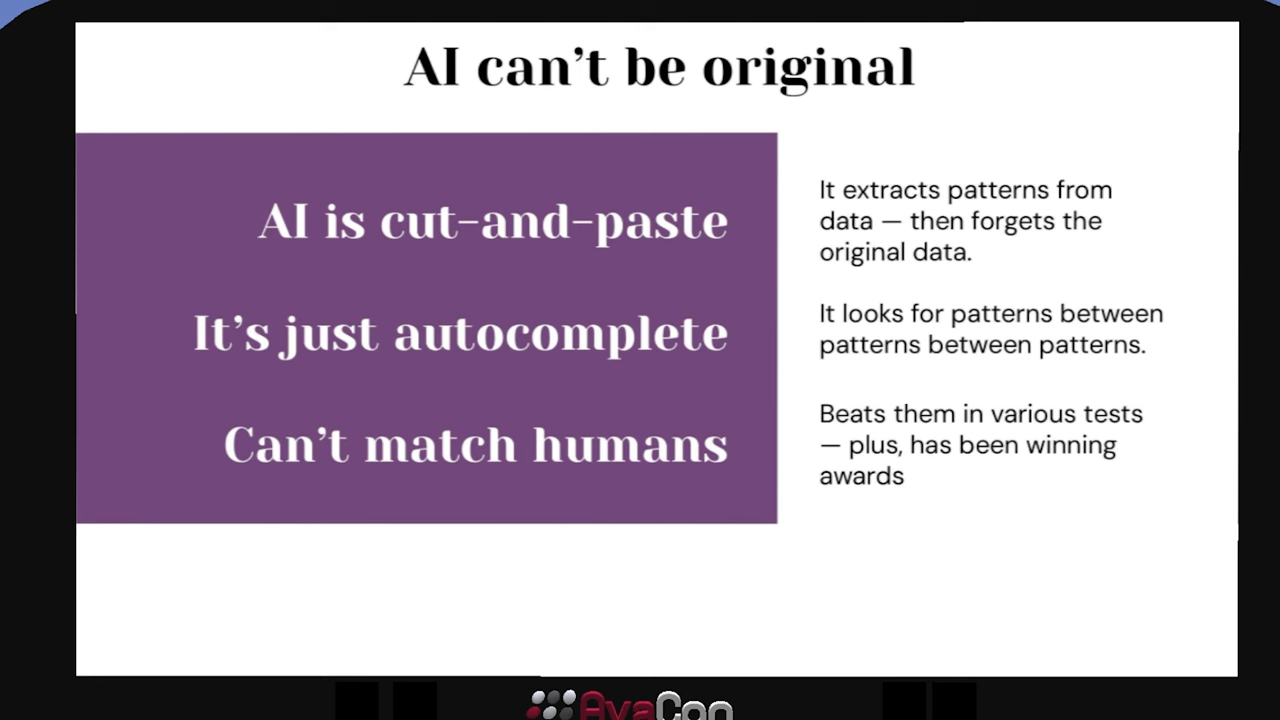 AI can't be original
AI is cut-and-paste
It extracts patterns from
data — then forgets the
original data.
It's just autocomplete
It looks for patterns between
patterns between patterns.
Can't match humans
Beats them in various tests
— plus, has been winning
awards
AvaCon